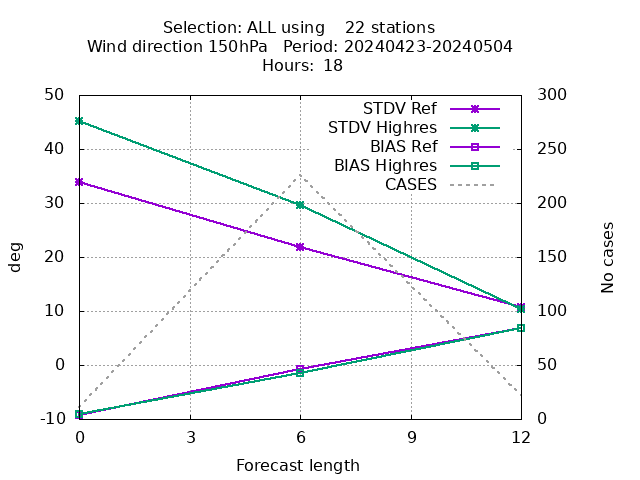 Selection: ALL using    22 stations
Wind direction 150hPa   Period: 20240423-20240504
Hours: 18
STDV Ref
STDV Highres
BIAS Ref
BIAS Highres
CASES
50
40
30
20
10
0
-10
300
250
200
150
100
50
0
deg
No cases
0 3 6 9 12
Forecast length